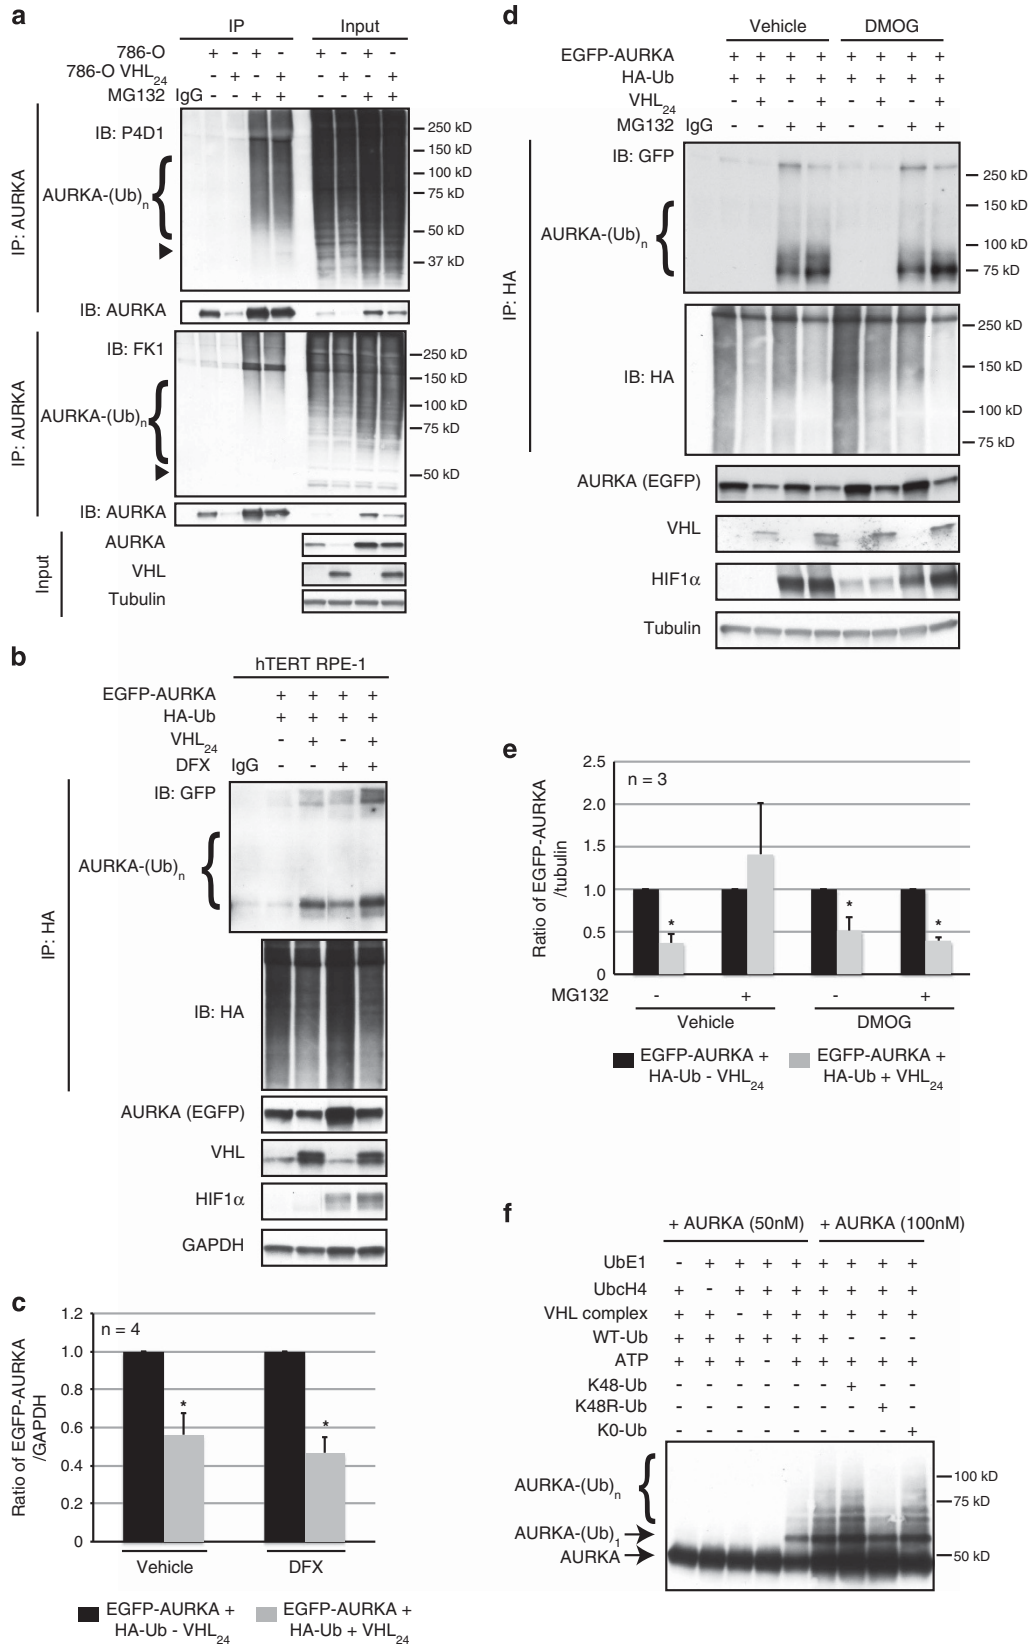 a
IP Input
786-O + - + - + - + -
786-O VHL24 - + - + - + - +
MG132 IgG - - + + - - + +
IP: AURKA
IB: P4D1
AURKA-(Ub)n
250 kD
150 kD
100 kD
75 kD
50 kD
37 kD
IB: AURKA
IP: AURKA
IB: FK1
AURKA-(Ub)n
250 kD
150 kD
100 kD
75 kD
50 kD
IB: AURKA
Input
AURKA
VHL
Tubulin
b
hTERT RPE-1
EGFP-AURKA + + + +
HA-Ub + + + +
VHL24 - + - +
DFX IgG - - + +
IP: HA
IB: GFP
AURKA-(Ub)n
IB: HA
AURKA (EGFP)
VHL
HIF1α
GAPDH
c
Ratio of EGFP-AURKA
/GAPDH
1.2
1.0
0.8
0.6
0.4
0.2
0
n = 4
*
*
Vehicle DFX
EGFP-AURKA +
HA-Ub - VHL24
EGFP-AURKA +
HA-Ub + VHL24
d
Vehicle DMOG
EGFP-AURKA + + + + + + + +
HA-Ub + + + + + + + +
VHL24 - + - + - + - +
MG132 IgG - - + + - - + +
IP: HA
IB: GFP
AURKA-(Ub)n
250 kD
150 kD
100 kD
75 kD
IB: HA
250 kD
150 kD
100 kD
75 kD
AURKA (EGFP)
VHL
HIF1α
Tubulin
e
Ratio of EGFP-AURKA
/tubulin
2.5
2.0
1.5
1.0
0.5
0
n = 3
*
*
*
MG132 - + - +
Vehicle DMOG
EGFP-AURKA +
HA-Ub - VHL24
EGFP-AURKA +
HA-Ub + VHL24
f
+ AURKA (50nM) + AURKA (100nM)
UbE1 - + + + + + + + +
UbcH4 + - + + + + + + +
VHL complex + + - + + + + + +
WT-Ub + + + + + + - - -
ATP + + + - + + + + +
K48-Ub - - - - - - + - -
K48R-Ub - - - - - - - + -
K0-Ub - - - - - - - - +
AURKA-(Ub)n
AURKA-(Ub)1
AURKA
100 kD
75 kD
50 kD